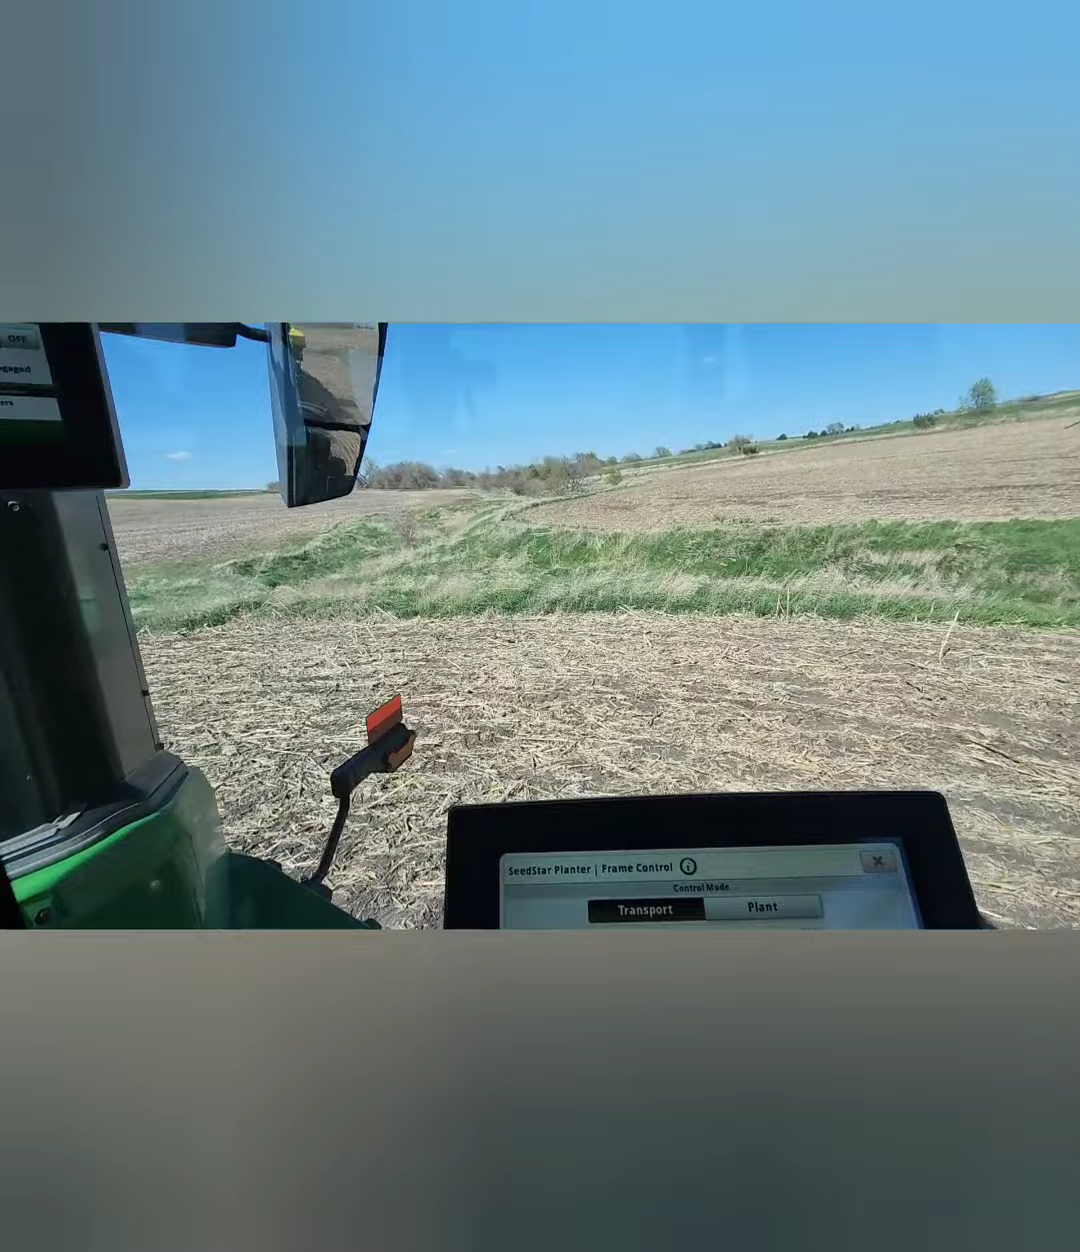 OFF
SeedStar Planter | Frame Control
Control Mode
Transport
Plant